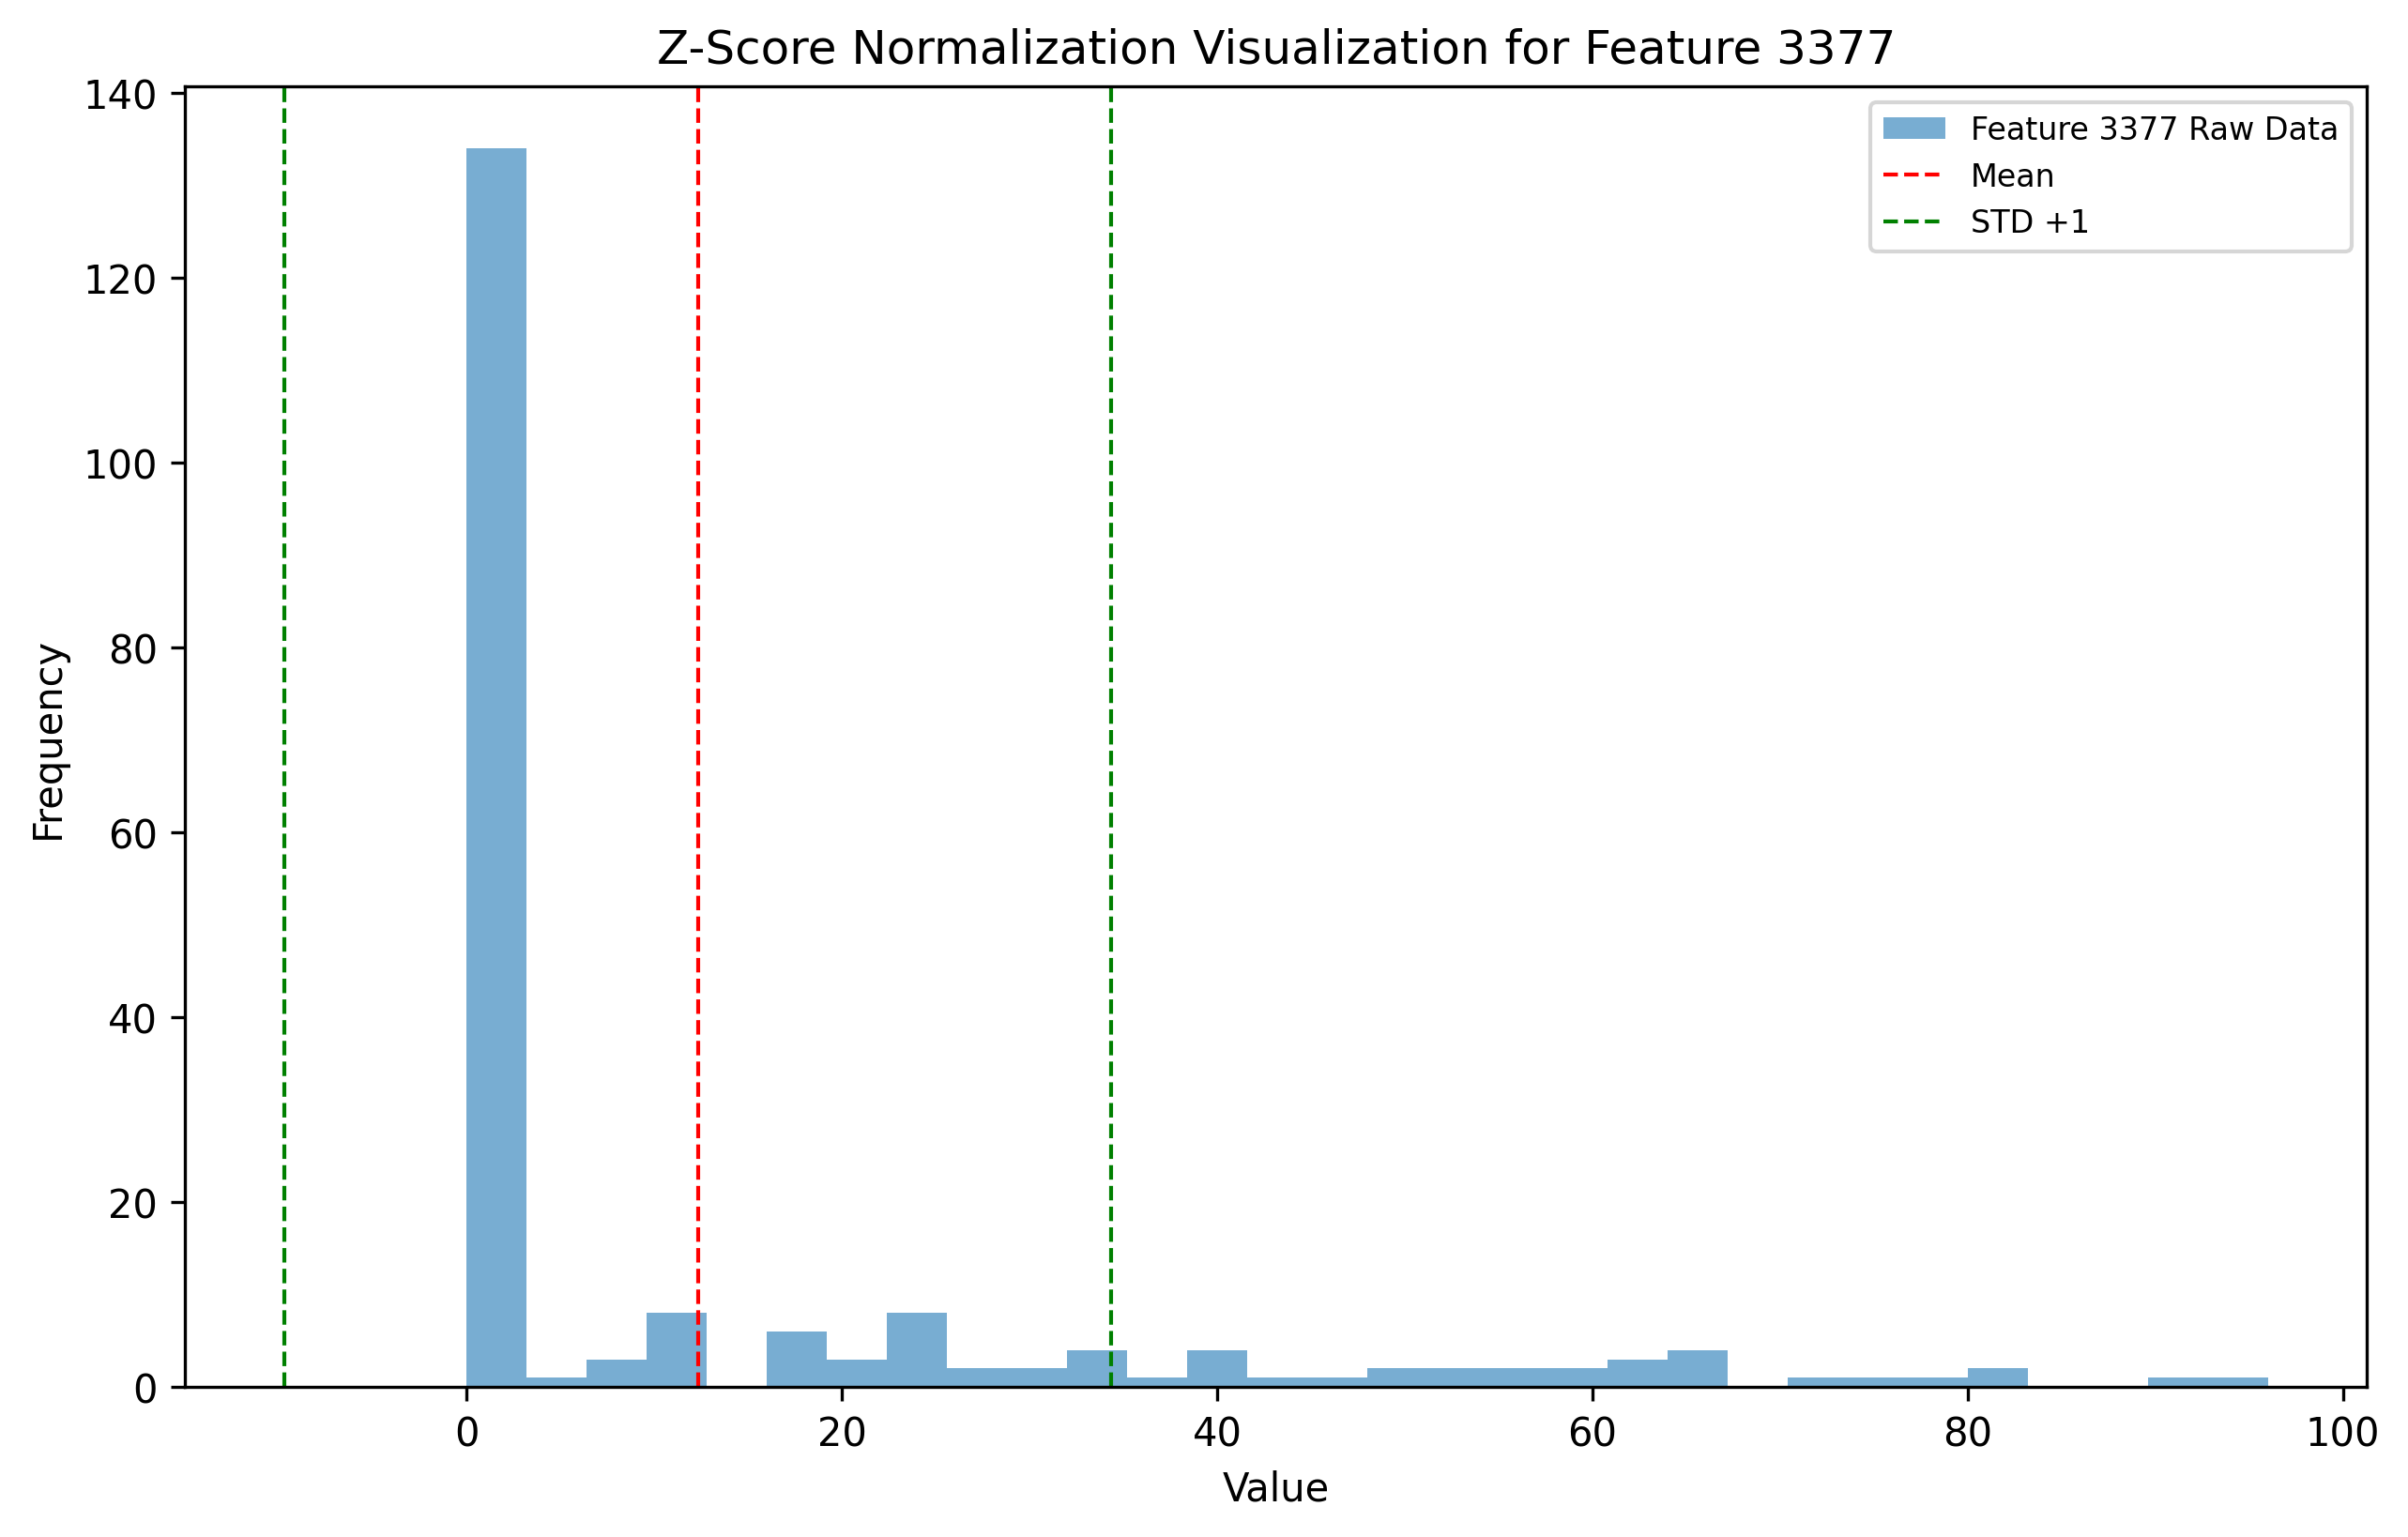 Z-Score Normalization Visualization for Feature 3377
Feature 3377 Raw Data
Mean
STD +1
140
120
100
80
60
40
20
0
Frequency
0 20 40 60 80 100
Value